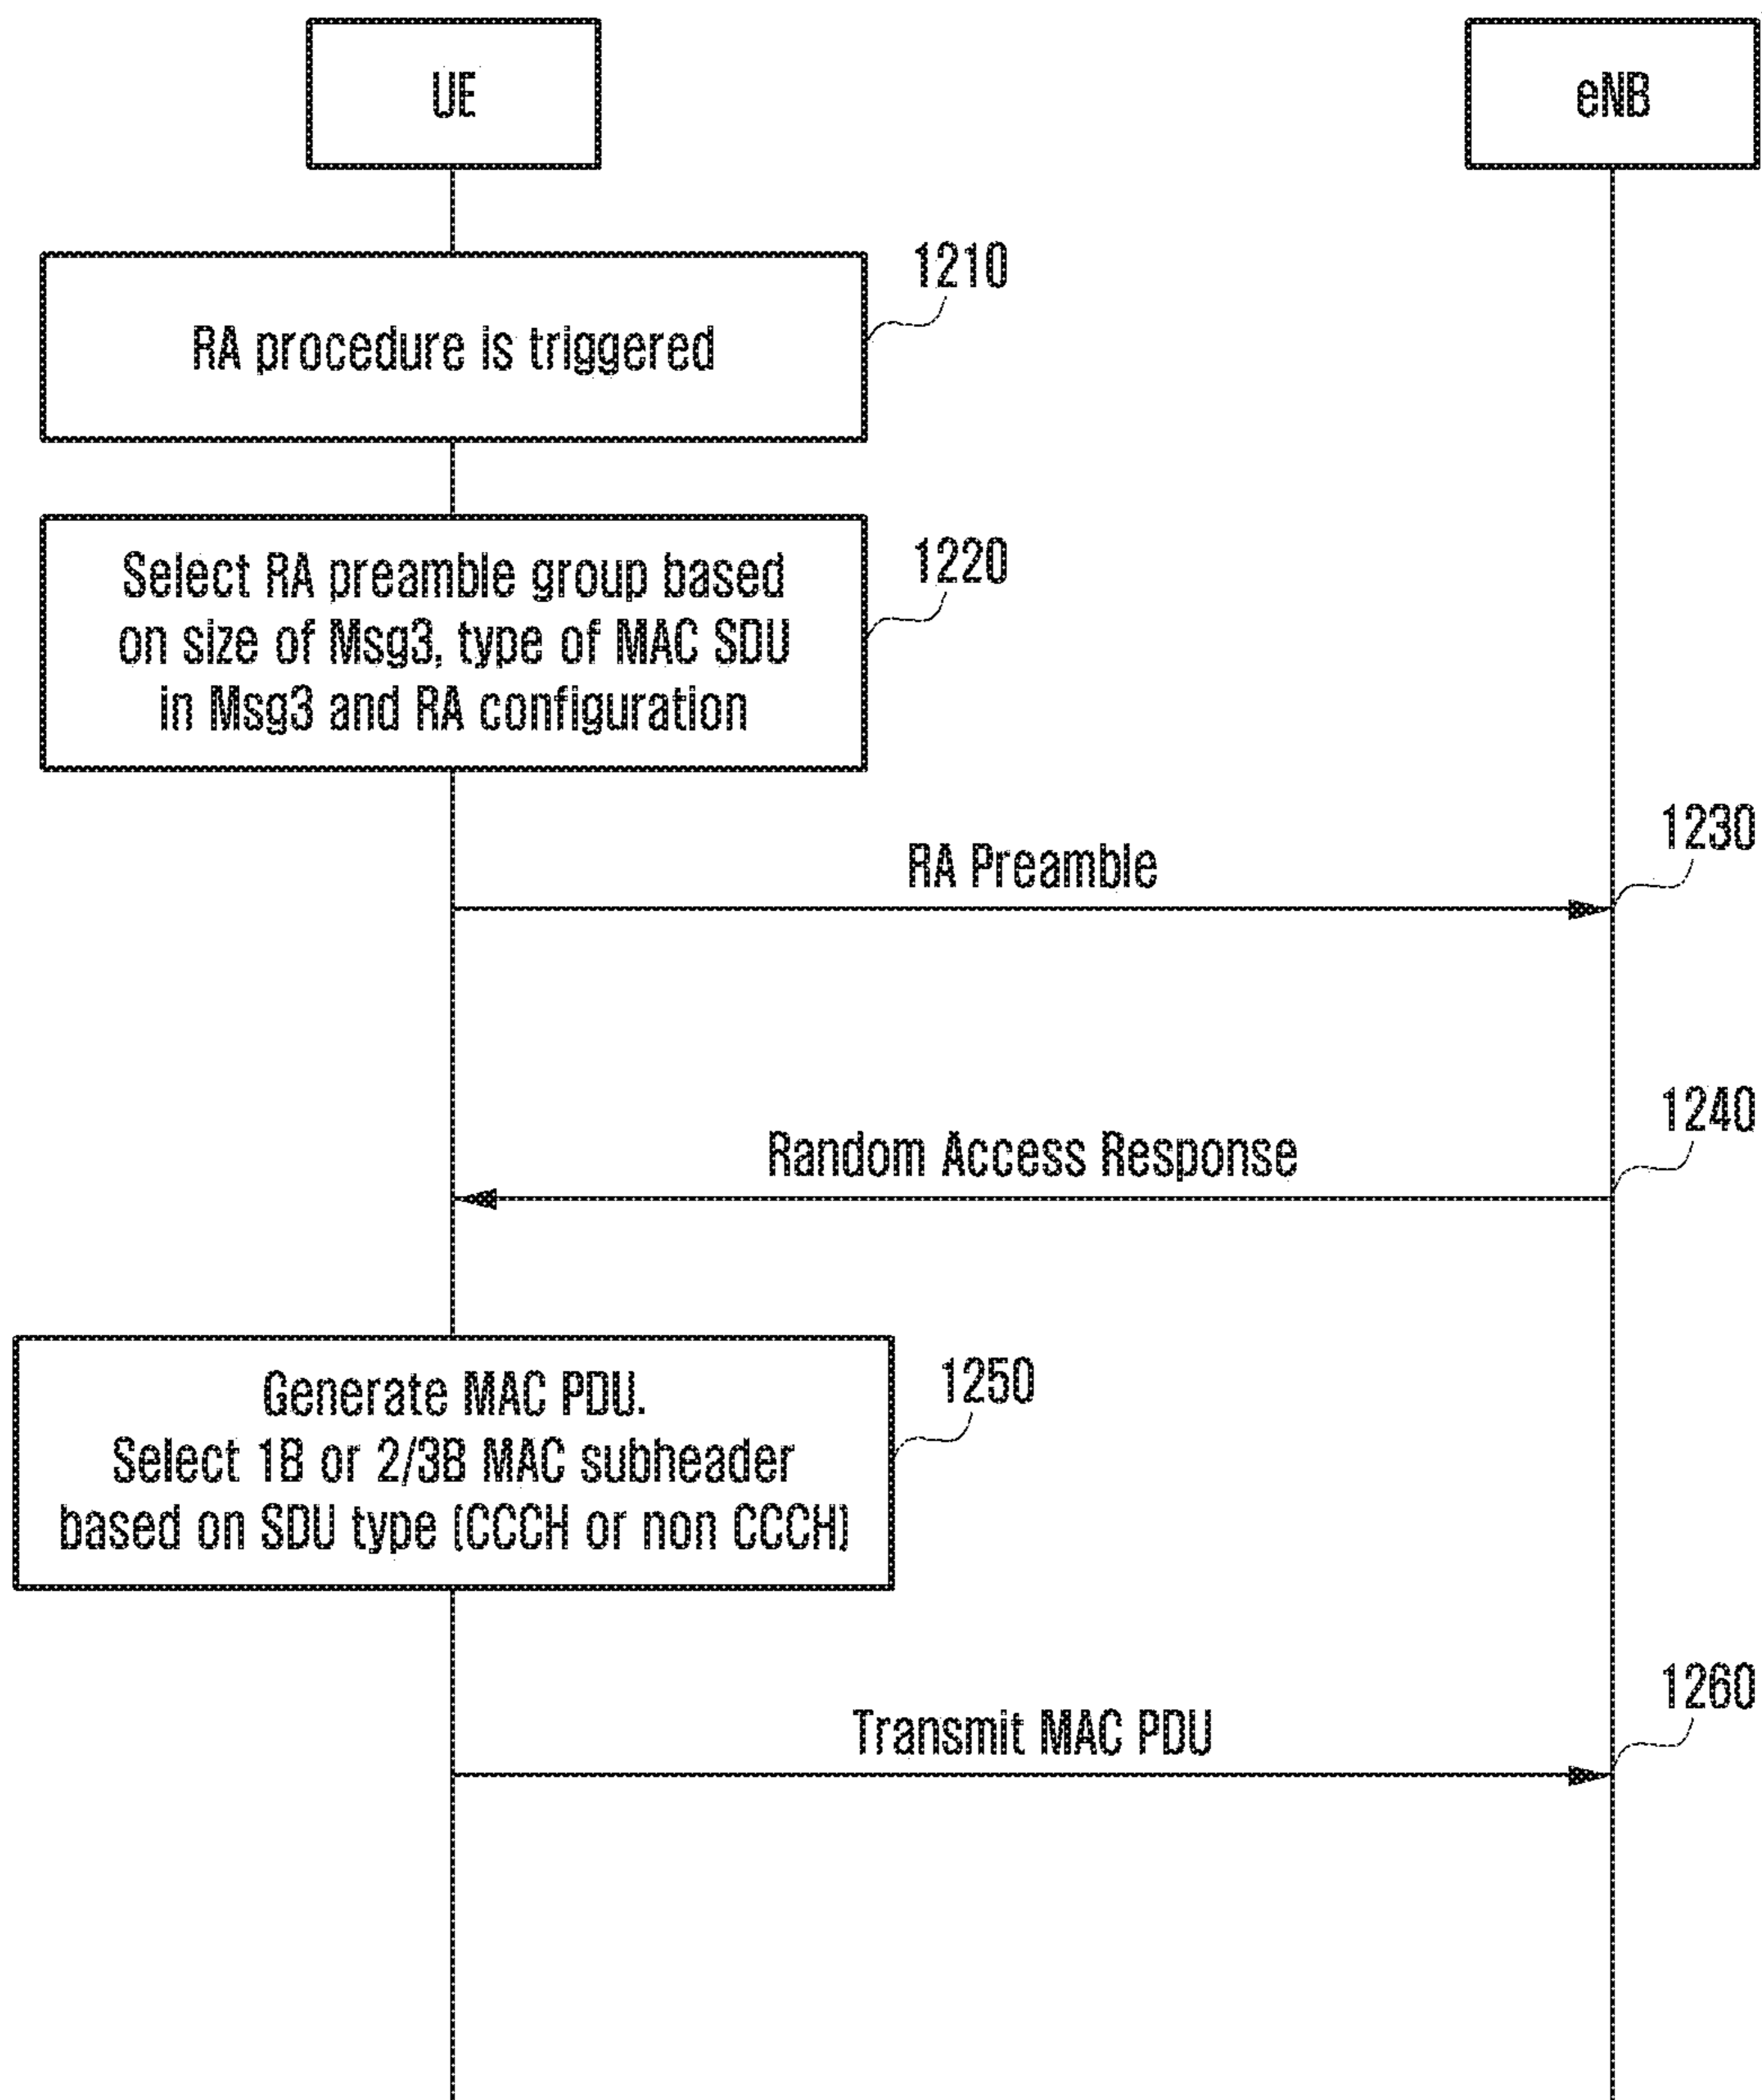 UE
eNB
1210
RA procedure is triggered
1220
Select RA preamble group based
on size of Msg3, type of MAC SDU
in Msg3 and RA configuration
1230
RA Preamble
1240
Random Access Response
1250
Generate MAC PDU.
Select 1B or 2/3B MAC subheader
based on SDU type (CCCH or non CCCH)
1260
Transmit MAC PDU